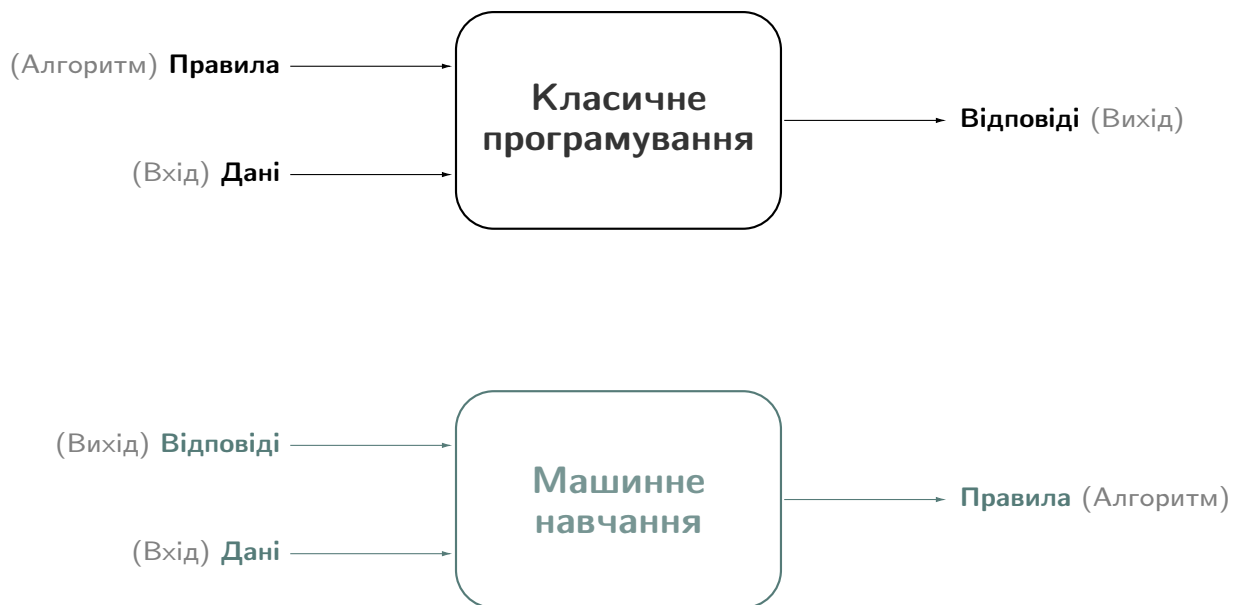 (Алгоритм) Правила
Класичне
програмування
Відповіді (Вихід)
(Вхід) Дані
(Вихід) Відповіді
Машинне
навчання
Правила (Алгоритм)
(Вхід) Дані